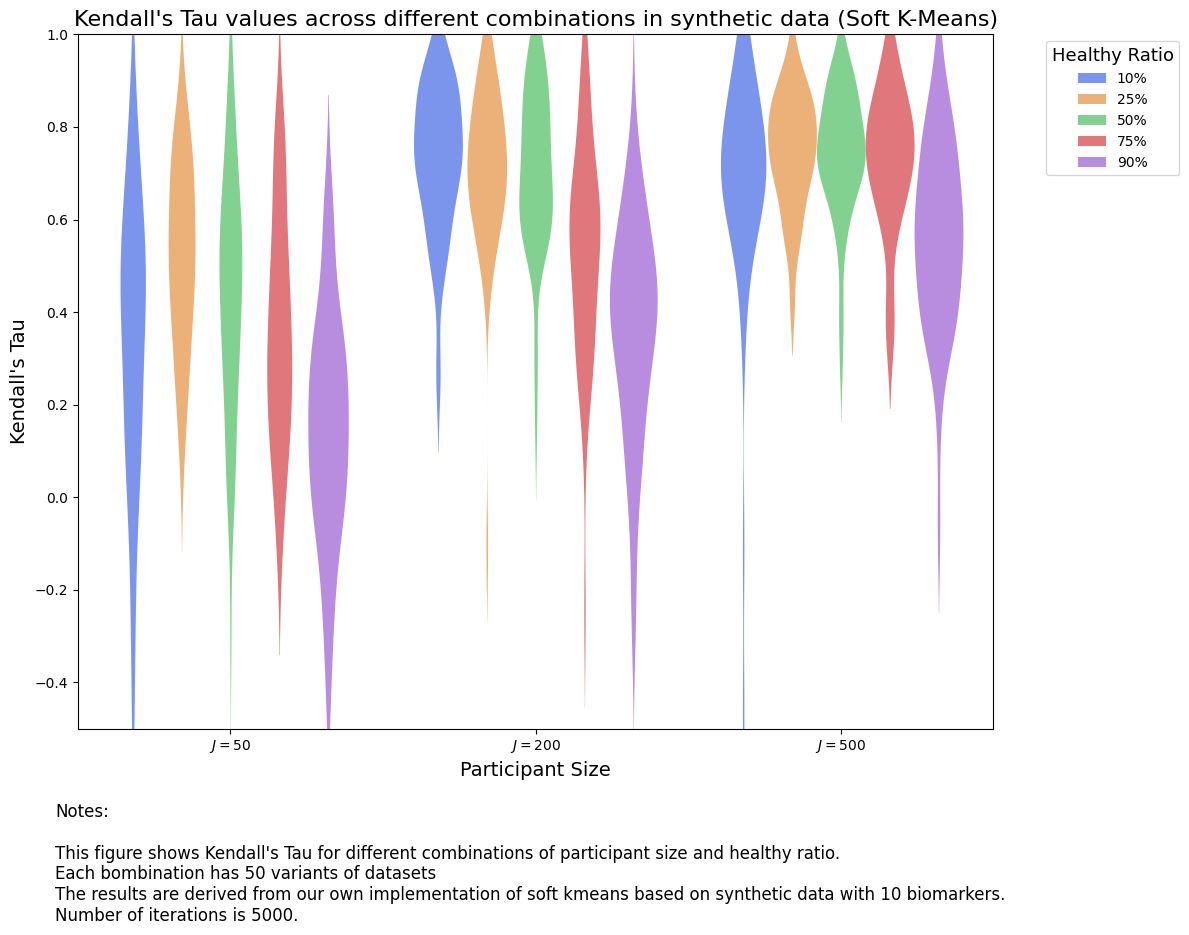 Kendall's Tau values across different combinations in synthetic data (Soft K-Means)
Healthy Ratio
10%
25%
50%
75%
90%
Kendall's Tau
1.0
0.8
0.6
0.4
0.2
0.0
−0.2
−0.4
J = 50
J = 200
J = 500
Participant Size
Notes:
This figure shows Kendall's Tau for different combinations of participant size and healthy ratio.
Each bombination has 50 variants of datasets
The results are derived from our own implementation of soft kmeans based on synthetic data with 10 biomarkers.
Number of iterations is 5000.